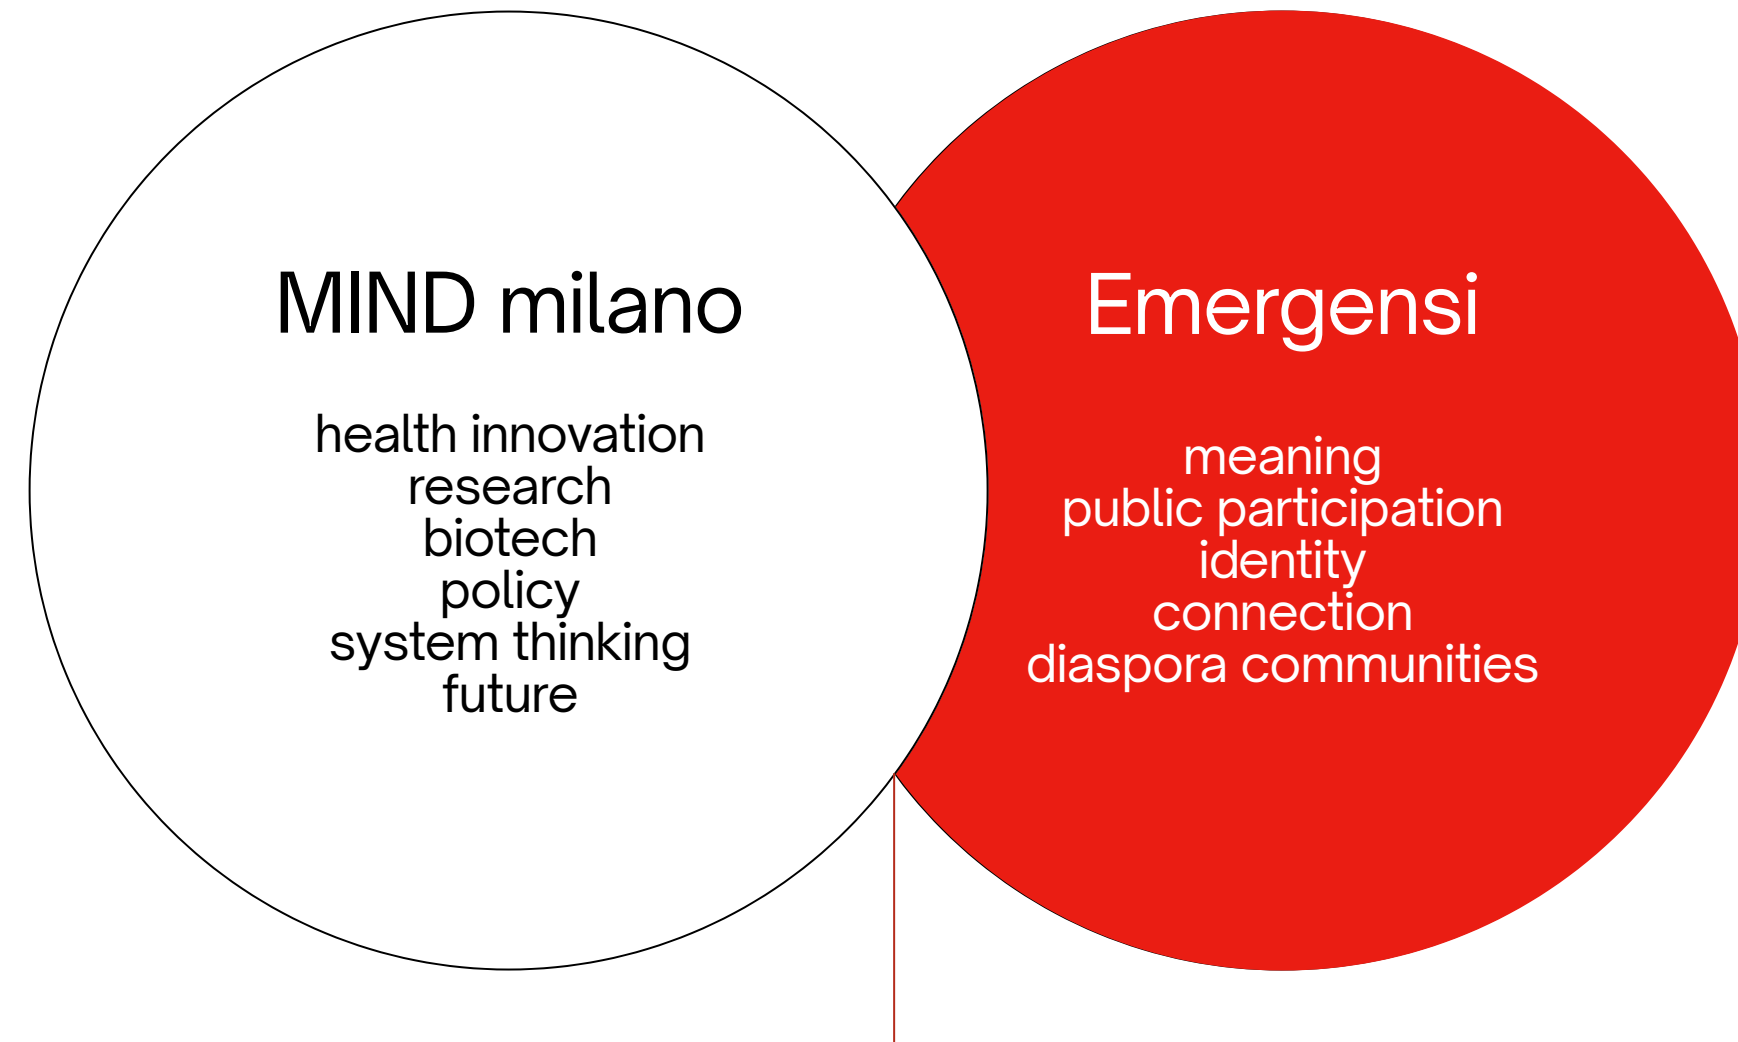 MIND milano
health innovation
research
biotech
policy
system thinking
future
Emergensi
meaning
public participation
identity
connection
diaspora communities